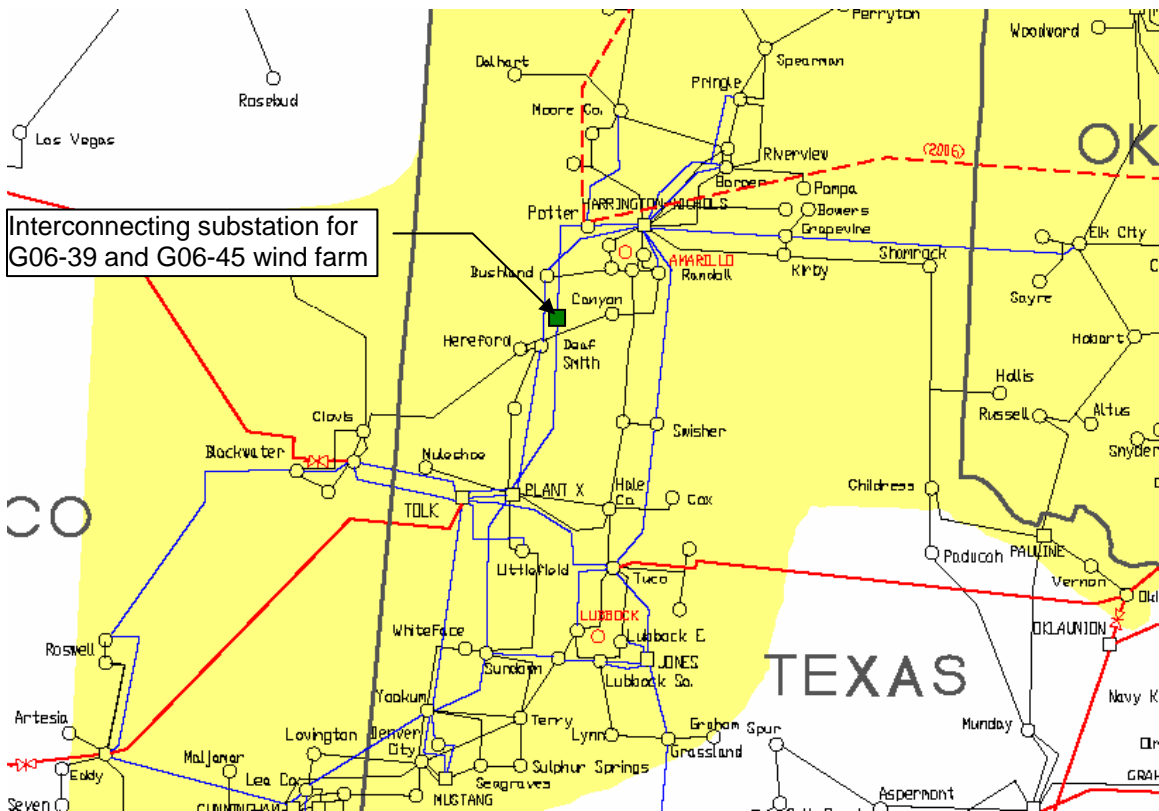 Perryton
Woodward
Dalhart
Spearman
Pringle
Rosebud
Moore Co.
Las Vegas
OK
Riverview
(2006)
Borger
Pampa
Interconnecting substation for
G06-39 and G06-45 wind farm
Potter
HARRINGTON NICHOLS
Bowers
Grapevine
Elk City
AMARILLO
Shamrock
Bushland
Randall
Kirby
Sayre
Canyon
Hereford
Deaf
Smith
Hobart
Hollis
Clovis
Russell
Altus
Swisher
Blackwater
Muleshoe
Snyder
Hale
Co
Cox
PLANT X
Childress
CO
TOLK
PAULINE
Paducah
Littlefield
Tuco
Vernon
LUBBOCK
OKLAUNION
Whiteface
Lubbock E.
Roswell
Sundown
JONES
Lubbock So.
TEXAS
Yoakum
Navy K
Artesia
Terry
Lynn
Graham
Spur
Munday
Denver
City
Lovington
Grassland
Maljamar
Eddy
Lea Co.
Sulphur Springs
Seagraves
GRAH
Seven
CUNNINGHAM
MUSTANG
Aspermont